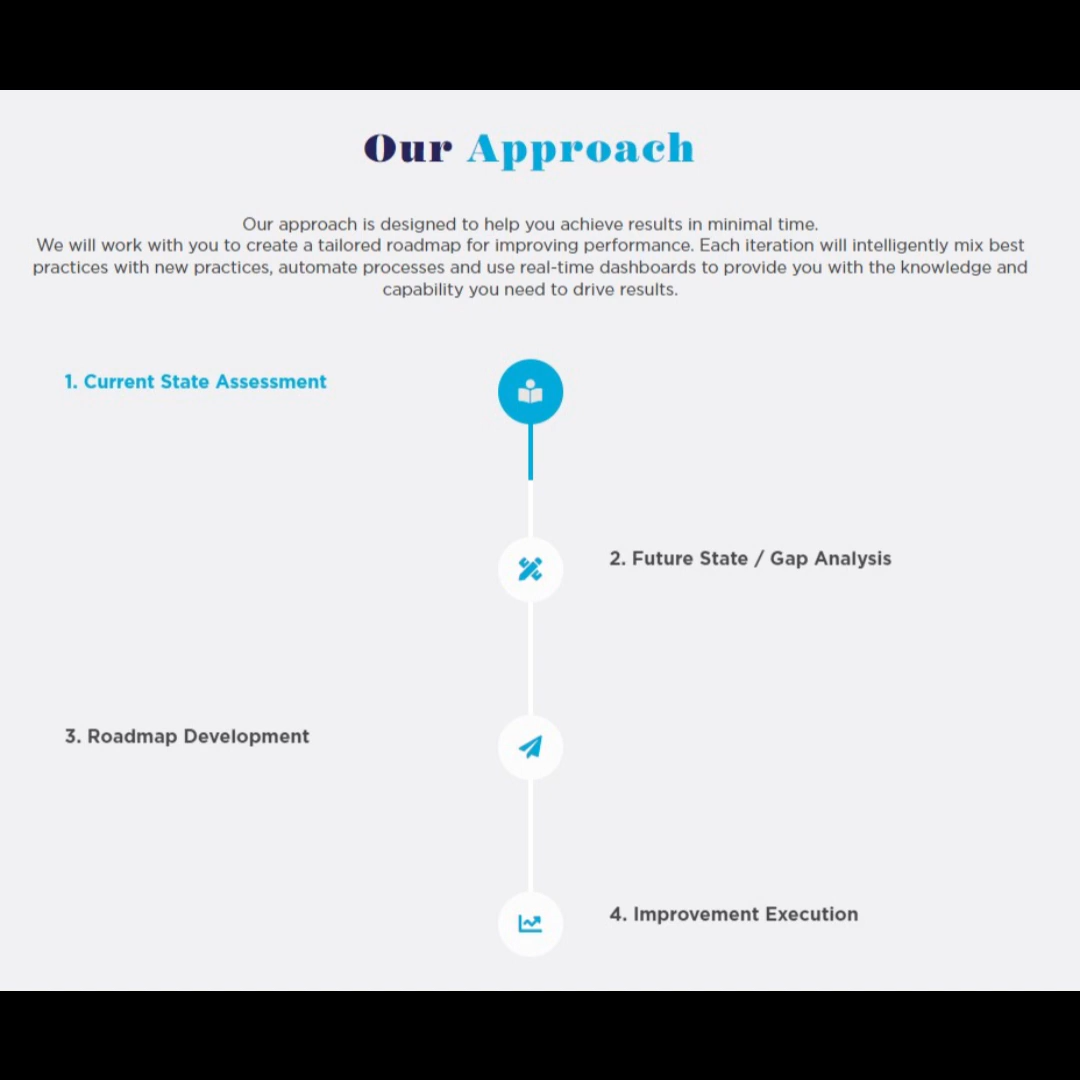 Our Approach
Our approach is designed to help you achieve results in minimal time.
We will work with you to create a tailored roadmap for improving performance. Each iteration will intelligently mix best
practices with new practices, automate processes and use real-time dashboards to provide you with the knowledge and
capability you need to drive results.
1. Current State Assessment
2. Future State / Gap Analysis
3. Roadmap Development
4. Improvement Execution